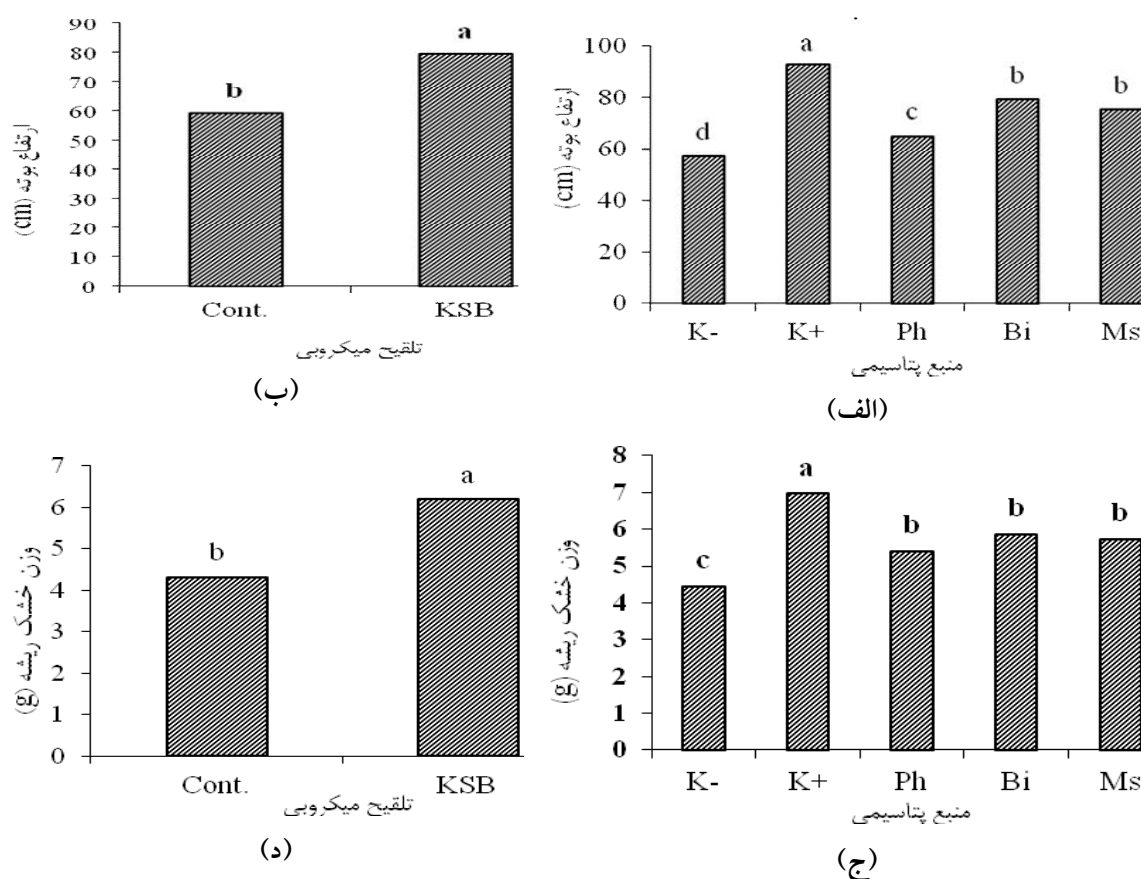 100
80
60
40
20
0
ارتفاع بوته (cm)
d a c b b
K- K+ Ph Bi Ms
منبع پتاسیمی
(الف)
90
80
70
60
50
40
30
20
10
0
ارتفاع بوته (cm)
b a
Cont. KSB
تلقیح میکروبی
(ب)
8
7
6
5
4
3
2
1
0
وزن خشک ریشه (g)
c a b b b
K- K+ Ph Bi Ms
منبع پتاسیمی
(ج)
7
6
5
4
3
2
1
0
وزن خشک ریشه (g)
b a
Cont. KSB
تلقیح میکروبی
(د)